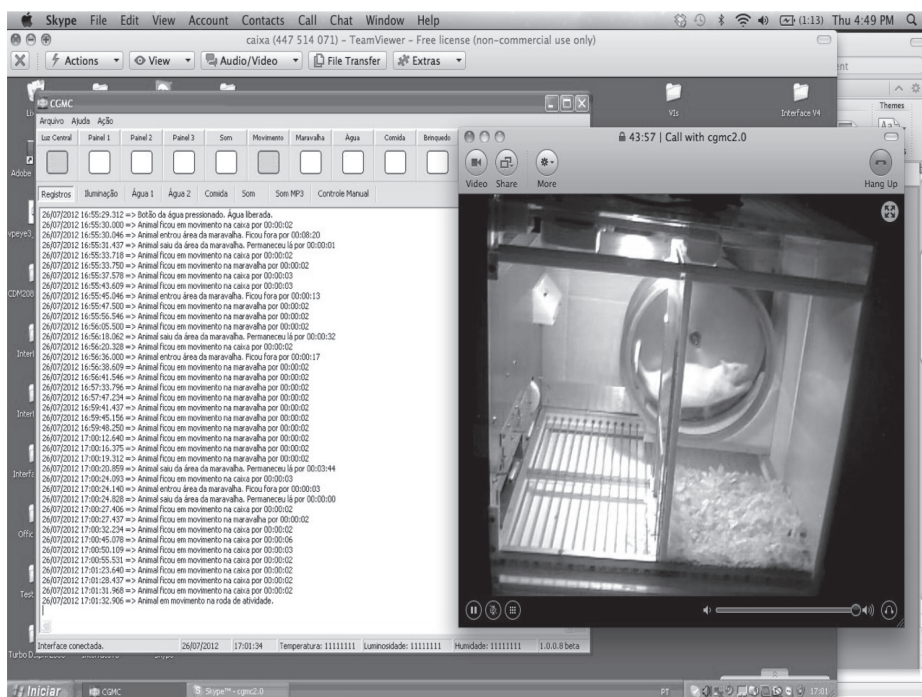 Skype File Edit View Account Contacts Call Chat Window Help (1:13) Thu 4:49 PM
caixa (447 514 071) – TeamViewer – Free license (non-commercial use only)
Actions View Audio/Video File Transfer Extras
ent
Themes
VIs
Interface V4
CGMC
Arquivo Ajuda Ação
Luz Central Painel 1 Painel 2 Painel 3 Som Movimento Maravalha Água Comida Brinquedo
Registros Iluminação Água 1 Água 2 Comida Som Som MP3 Controle Manual
26/07/2012 16:55:29.312 => Botão da água pressionado. Água liberada.
26/07/2012 16:55:30.000 => Animal ficou em movimento na caixa por 00:00:02
26/07/2012 16:55:30.046 => Animal entrou área da maravalha. Ficou fora por 00:08:20
26/07/2012 16:55:31.437 => Animal saiu da área da maravalha. Permaneceu lá por 00:00:01
26/07/2012 16:55:33.718 => Animal ficou em movimento na caixa por 00:00:02
26/07/2012 16:55:33.750 => Animal ficou em movimento na maravalha por 00:00:02
26/07/2012 16:55:37.578 => Animal ficou em movimento na caixa por 00:00:03
26/07/2012 16:55:43.609 => Animal ficou em movimento na caixa por 00:00:03
26/07/2012 16:55:45.046 => Animal entrou área da maravalha. Ficou fora por 00:00:13
26/07/2012 16:55:47.500 => Animal ficou em movimento na maravalha por 00:00:02
26/07/2012 16:55:56.546 => Animal ficou em movimento na maravalha por 00:00:02
26/07/2012 16:56:05.500 => Animal ficou em movimento na maravalha por 00:00:02
26/07/2012 16:56:18.062 => Animal saiu da área da maravalha. Permaneceu lá por 00:00:32
26/07/2012 16:56:20.328 => Animal ficou em movimento na caixa por 00:00:02
26/07/2012 16:56:36.000 => Animal entrou área da maravalha. Ficou fora por 00:00:17
26/07/2012 16:56:38.609 => Animal ficou em movimento na maravalha por 00:00:02
26/07/2012 16:56:41.546 => Animal ficou em movimento na maravalha por 00:00:02
26/07/2012 16:57:33.796 => Animal ficou em movimento na maravalha por 00:00:02
26/07/2012 16:57:47.234 => Animal ficou em movimento na maravalha por 00:00:02
26/07/2012 16:59:41.437 => Animal ficou em movimento na maravalha por 00:00:02
26/07/2012 16:59:45.156 => Animal ficou em movimento na maravalha por 00:00:02
26/07/2012 16:59:48.250 => Animal ficou em movimento na maravalha por 00:00:02
26/07/2012 17:00:12.640 => Animal ficou em movimento na maravalha por 00:00:02
26/07/2012 17:00:16.375 => Animal ficou em movimento na maravalha por 00:00:02
26/07/2012 17:00:19.312 => Animal ficou em movimento na maravalha por 00:00:02
26/07/2012 17:00:20.859 => Animal saiu da área da maravalha. Permaneceu lá por 00:03:44
26/07/2012 17:00:24.093 => Animal ficou em movimento na caixa por 00:00:03
26/07/2012 17:00:24.140 => Animal entrou área da maravalha. Ficou fora por 00:00:03
26/07/2012 17:00:24.828 => Animal saiu da área da maravalha. Permaneceu lá por 00:00:00
26/07/2012 17:00:27.406 => Animal ficou em movimento na caixa por 00:00:02
26/07/2012 17:00:27.437 => Animal ficou em movimento na maravalha por 00:00:02
26/07/2012 17:00:32.234 => Animal ficou em movimento na caixa por 00:00:02
26/07/2012 17:00:45.078 => Animal ficou em movimento na caixa por 00:00:06
26/07/2012 17:00:50.109 => Animal ficou em movimento na caixa por 00:00:03
26/07/2012 17:00:55.531 => Animal ficou em movimento na caixa por 00:00:02
26/07/2012 17:01:23.640 => Animal ficou em movimento na caixa por 00:00:02
26/07/2012 17:01:28.437 => Animal ficou em movimento na caixa por 00:00:02
26/07/2012 17:01:31.968 => Animal ficou em movimento na caixa por 00:00:02
26/07/2012 17:01:32.906 => Animal em movimento na roda de atividade.
Interface conectada. 26/07/2012 17:01:34 Temperatura: 11111111 Luminosidade: 11111111 Humidade: 11111111 1.0.0.8 beta
43:57 | Call with cgmc2.0
Video Share More Hang Up
Adobe
vpeye3_
CDM208
Inter
Inter
Interfa
Offic
Test
Iniciar CGMC Skype™ - cgmc2.0 PT 17:01